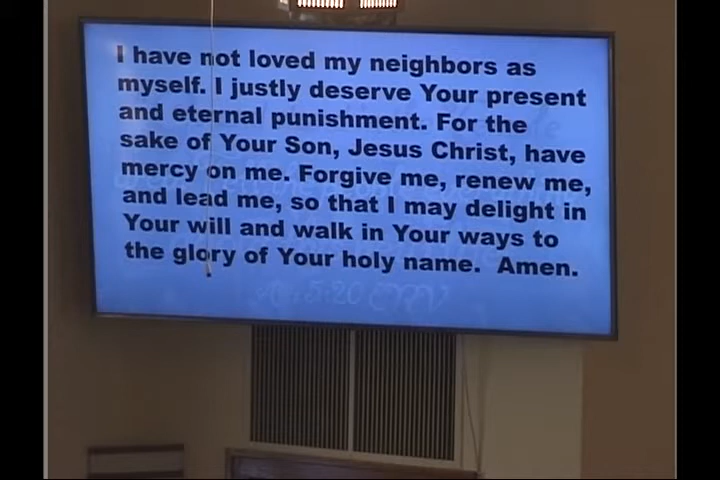 I have not loved my neighbors as
myself. I justly deserve Your present
and eternal punishment. For the
sake of Your Son, Jesus Christ, have
mercy on me. Forgive me, renew me,
and lead me, so that I may delight in
Your will and walk in Your ways to
the glory of Your holy name.  Amen.
5:20